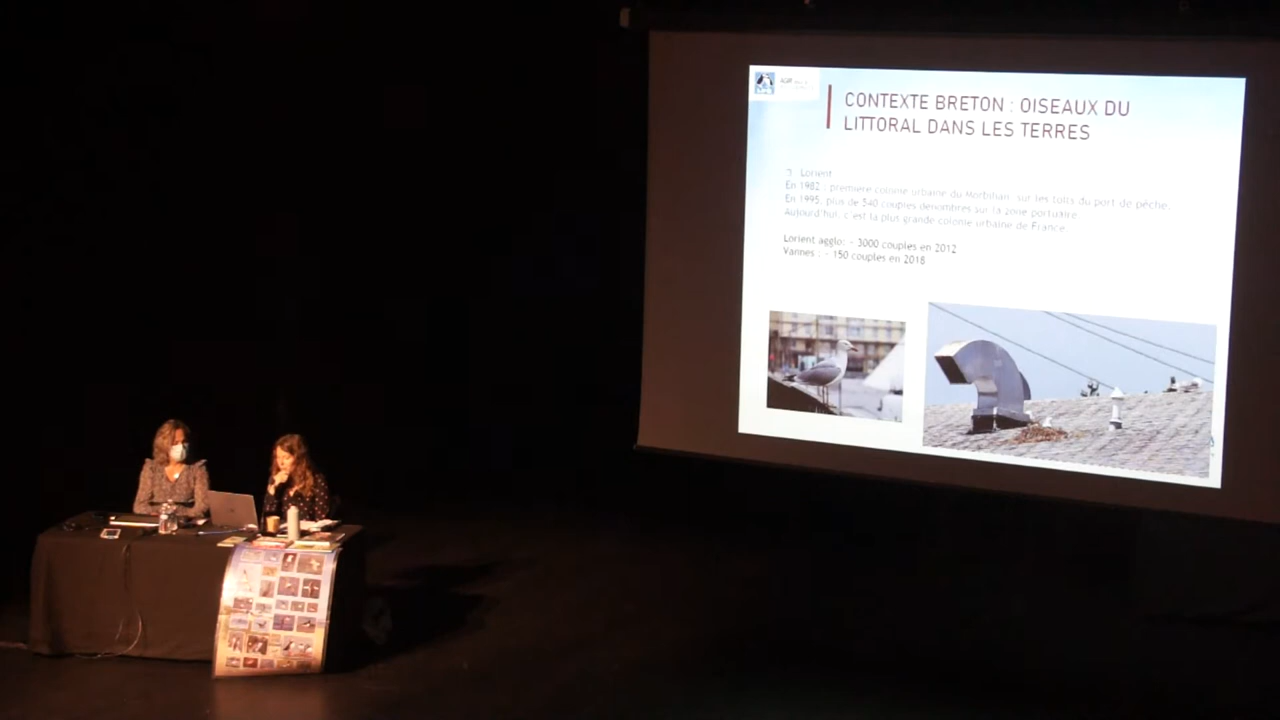 AGIR
CONTEXTE BRETON : OISEAUX DU
LITTORAL DANS LES TERRES
Lorient
En 1982 : première colonie urbaine du Morbihan, sur les toits du port de pêche.
En 1995, plus de 540 couples dénombrés sur la zone portuaire.
Aujourd'hui, c'est la plus grande colonie urbaine de France.
Lorient agglo: ~ 3000 couples en 2012
Vannes : ~ 150 couples en 2018